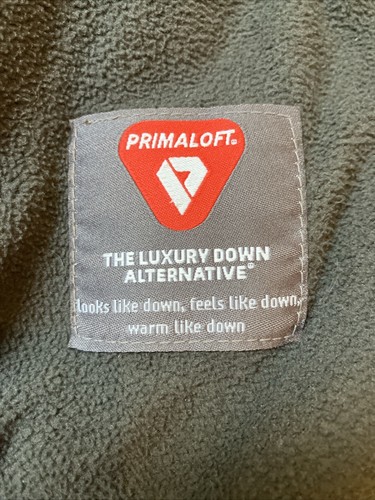 PRIMALOFT®
THE LUXURY DOWN
ALTERNATIVE®
looks like down, feels like down,
warm like down